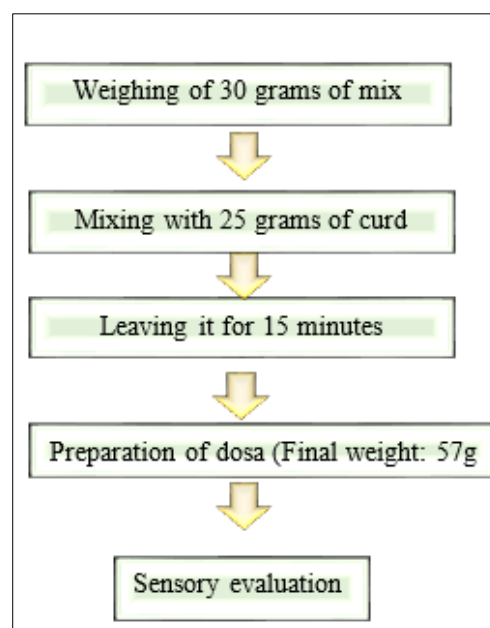 Weighing of 30 grams of mix
Mixing with 25 grams of curd
Leaving it for 15 minutes
Preparation of dosa (Final weight: 57g
Sensory evaluation